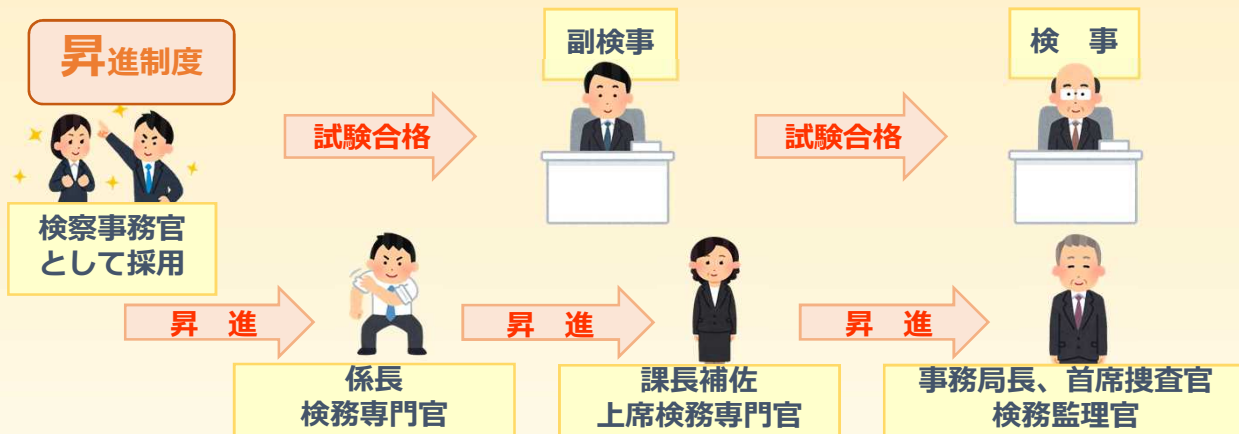 昇進制度
副検事
検　事
試験合格
試験合格
検察事務官
として採用
昇　進
昇　進
昇　進
係長
検務専門官
課長補佐
上席検務専門官
事務局長、首席捜査官
検務監理官